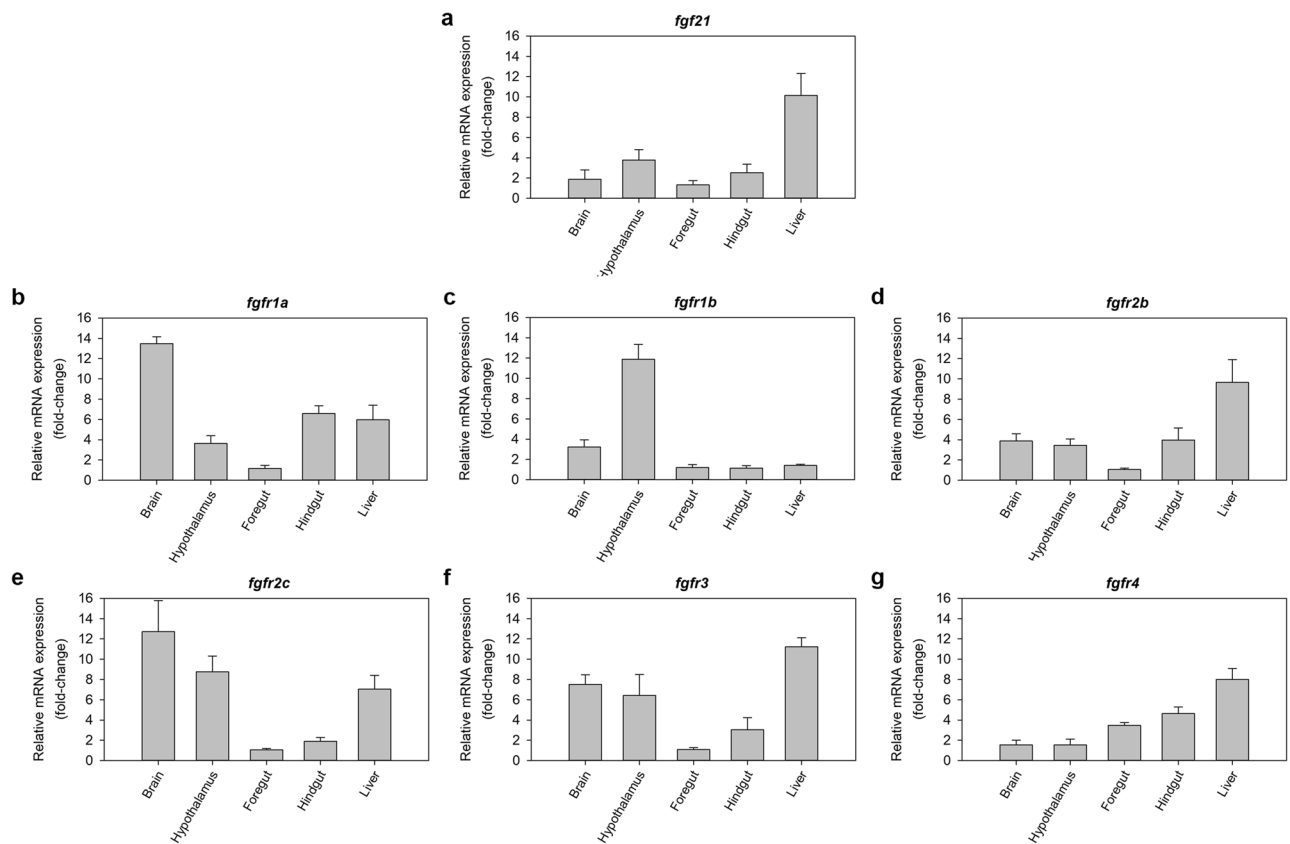 a
fgf21
Relative mRNA expression
(fold-change)
16
14
12
10
8
6
4
2
0
Brain
Hypothalamus
Foregut
Hindgut
Liver
b
fgfr1a
Relative mRNA expression
(fold-change)
16
14
12
10
8
6
4
2
0
Brain
Hypothalamus
Foregut
Hindgut
Liver
c
fgfr1b
Relative mRNA expression
(fold-change)
16
14
12
10
8
6
4
2
0
Brain
Hypothalamus
Foregut
Hindgut
Liver
d
fgfr2b
Relative mRNA expression
(fold-change)
16
14
12
10
8
6
4
2
0
Brain
Hypothalamus
Foregut
Hindgut
Liver
e
fgfr2c
Relative mRNA expression
(fold-change)
16
14
12
10
8
6
4
2
0
Brain
Hypothalamus
Foregut
Hindgut
Liver
f
fgfr3
Relative mRNA expression
(fold-change)
16
14
12
10
8
6
4
2
0
Brain
Hypothalamus
Foregut
Hindgut
Liver
g
fgfr4
Relative mRNA expression
(fold-change)
16
14
12
10
8
6
4
2
0
Brain
Hypothalamus
Foregut
Hindgut
Liver